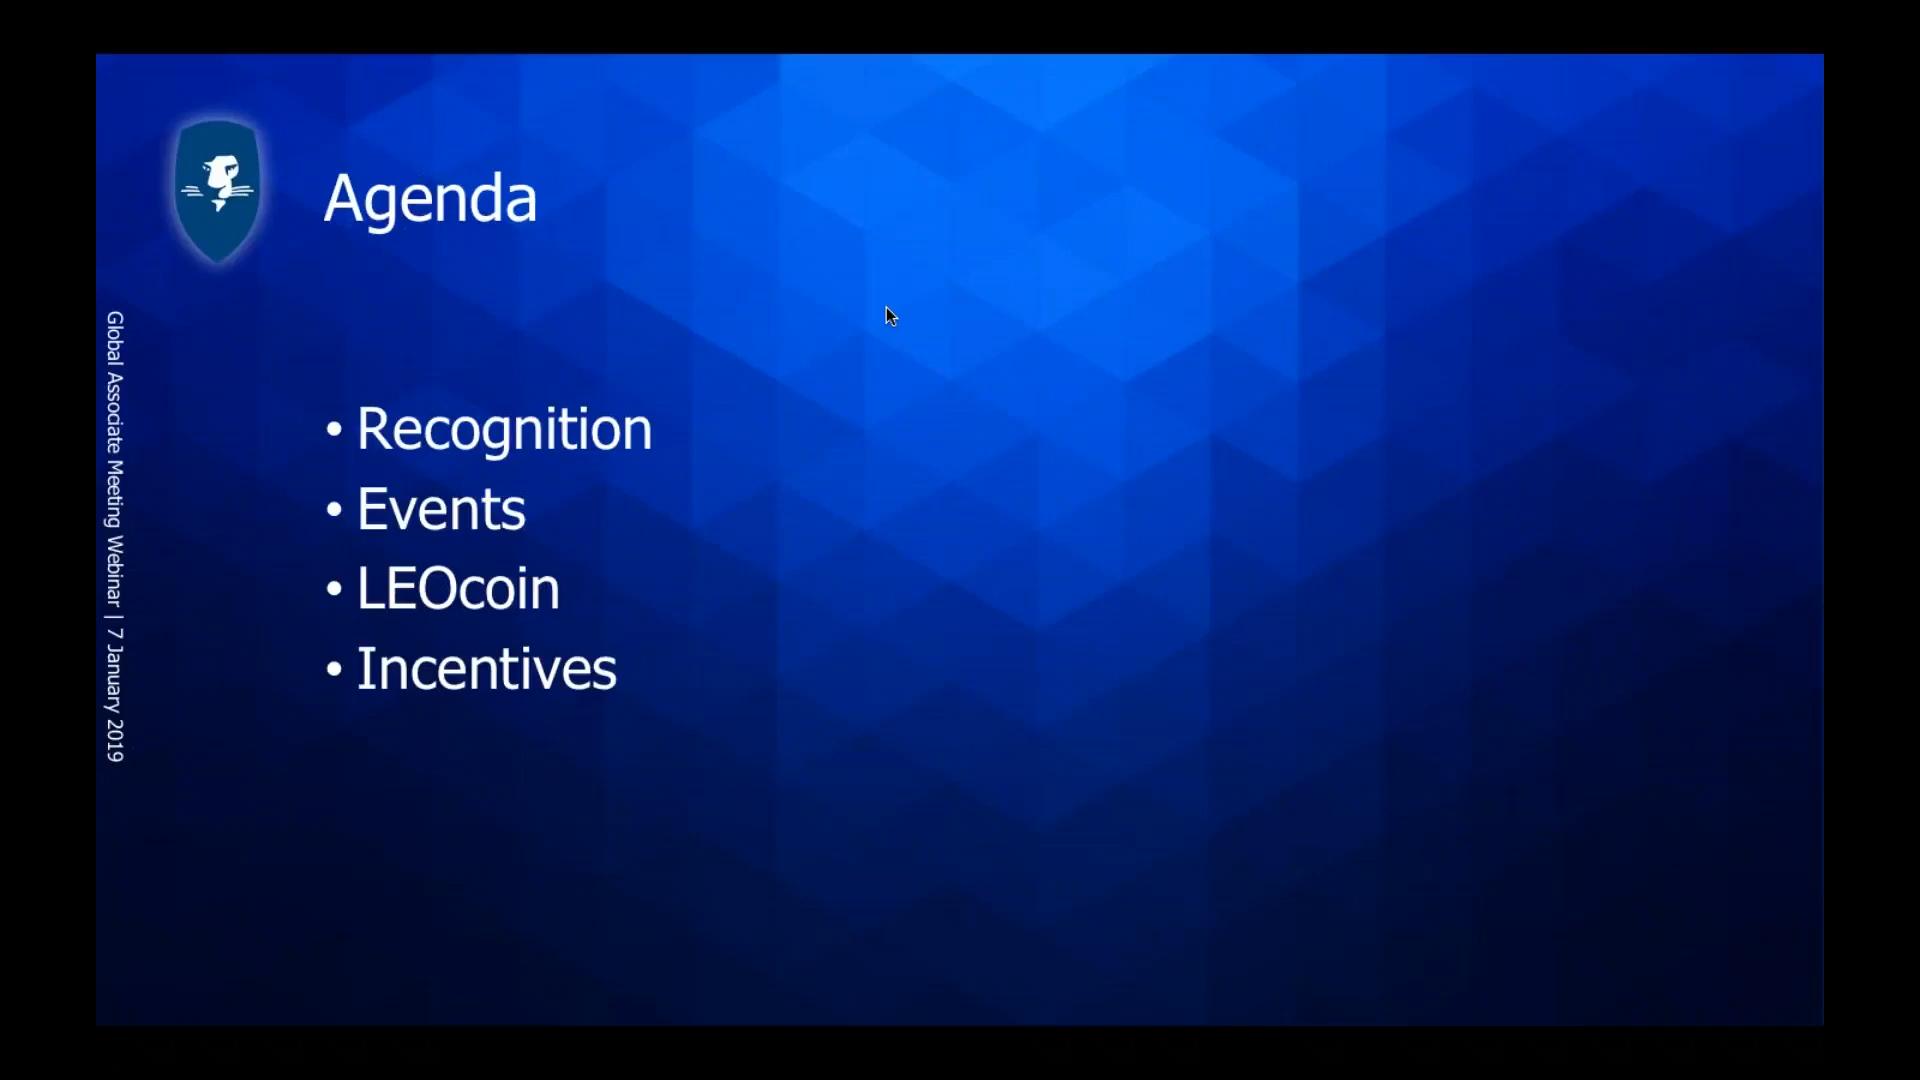 Agenda
• Recognition
• Events
• LEOcoin
• Incentives
Global Associate Meeting Webinar | 7 January 2019